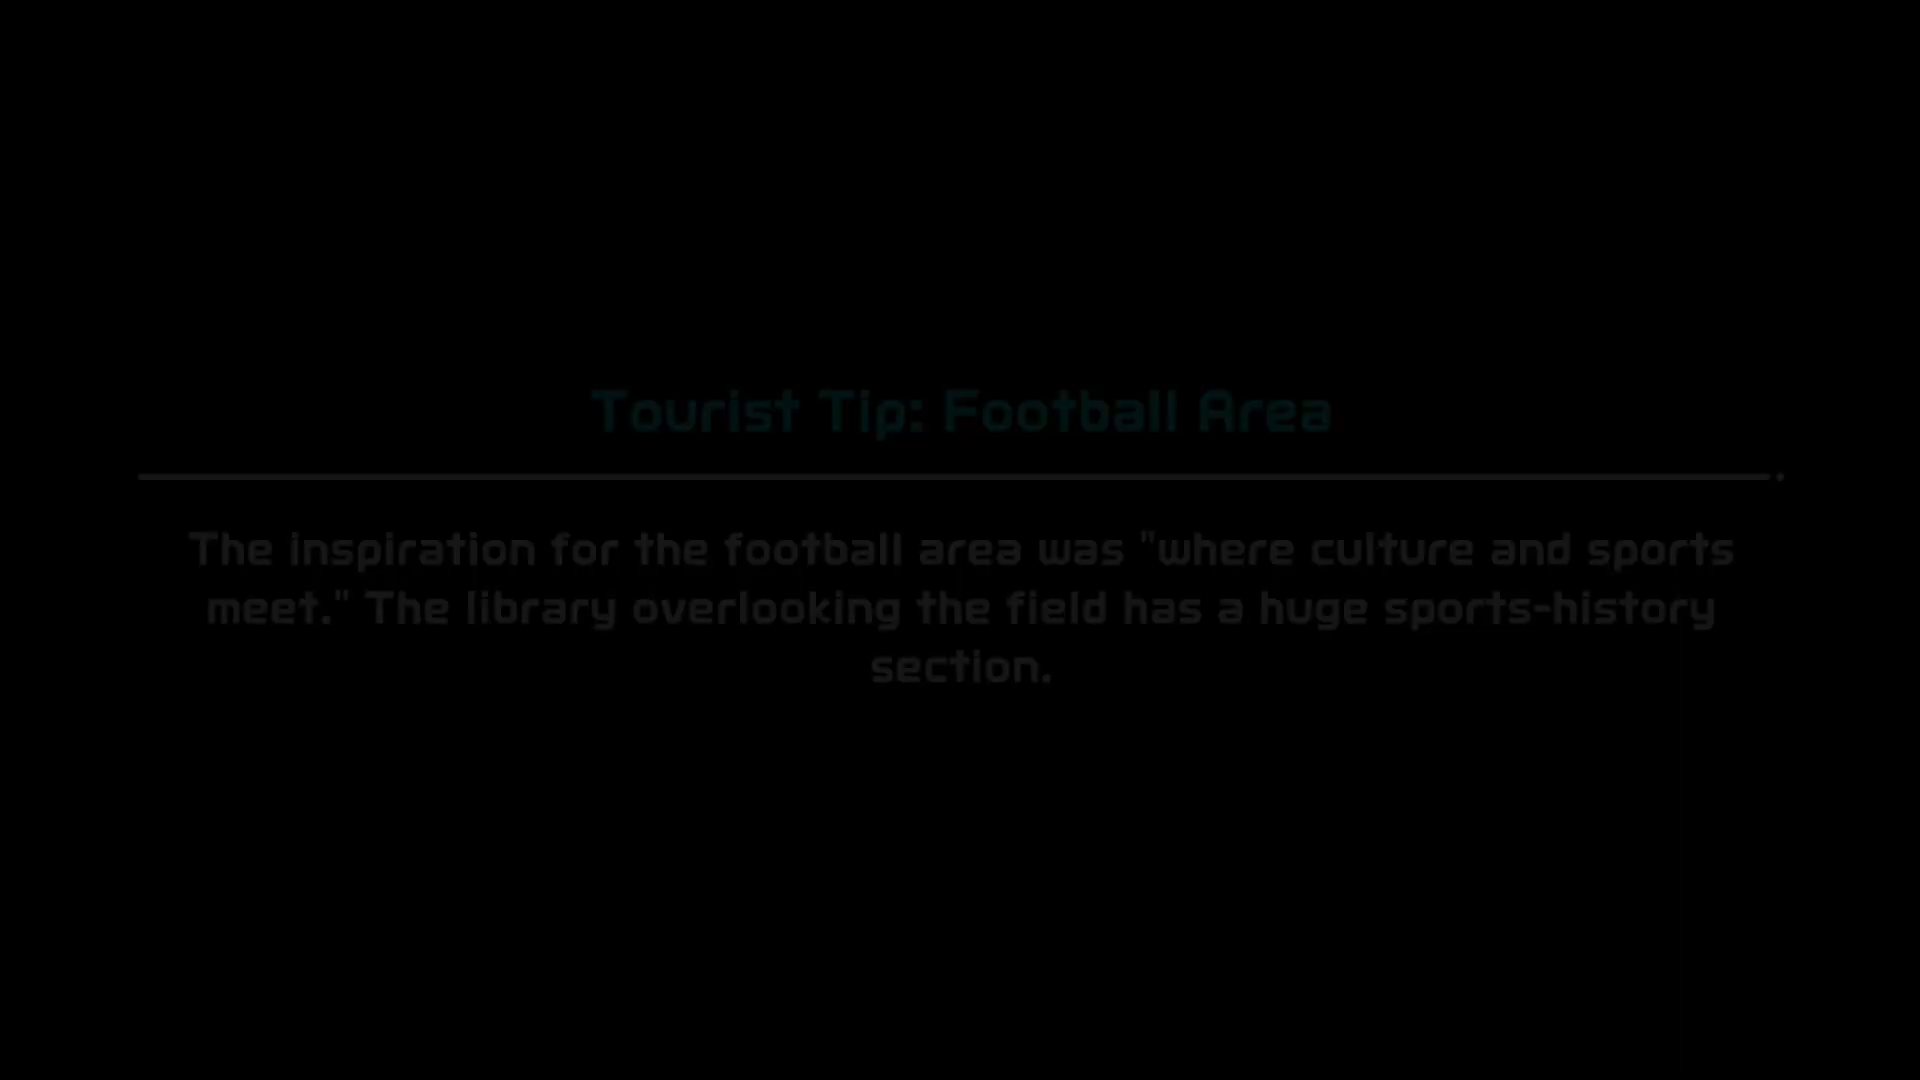 Tourist Tip: Football Area
The inspiration for the football area was "where culture and sports
meet." The library overlooking the field has a huge sports-history
section.